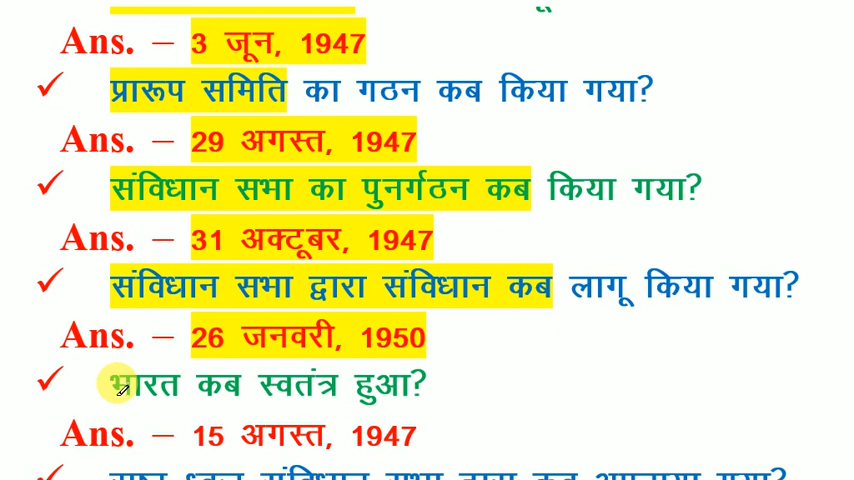 Ans. – 3 जून, 1947
✓ प्रारूप समिति का गठन कब किया गया?
Ans. – 29 अगस्त, 1947
✓ संविधान सभा का पुनर्गठन कब किया गया?
Ans. – 31 अक्टूबर, 1947
✓ संविधान सभा द्वारा संविधान कब लागू किया गया?
Ans. – 26 जनवरी, 1950
✓ भारत कब स्वतंत्र हुआ?
Ans. – 15 अगस्त, 1947